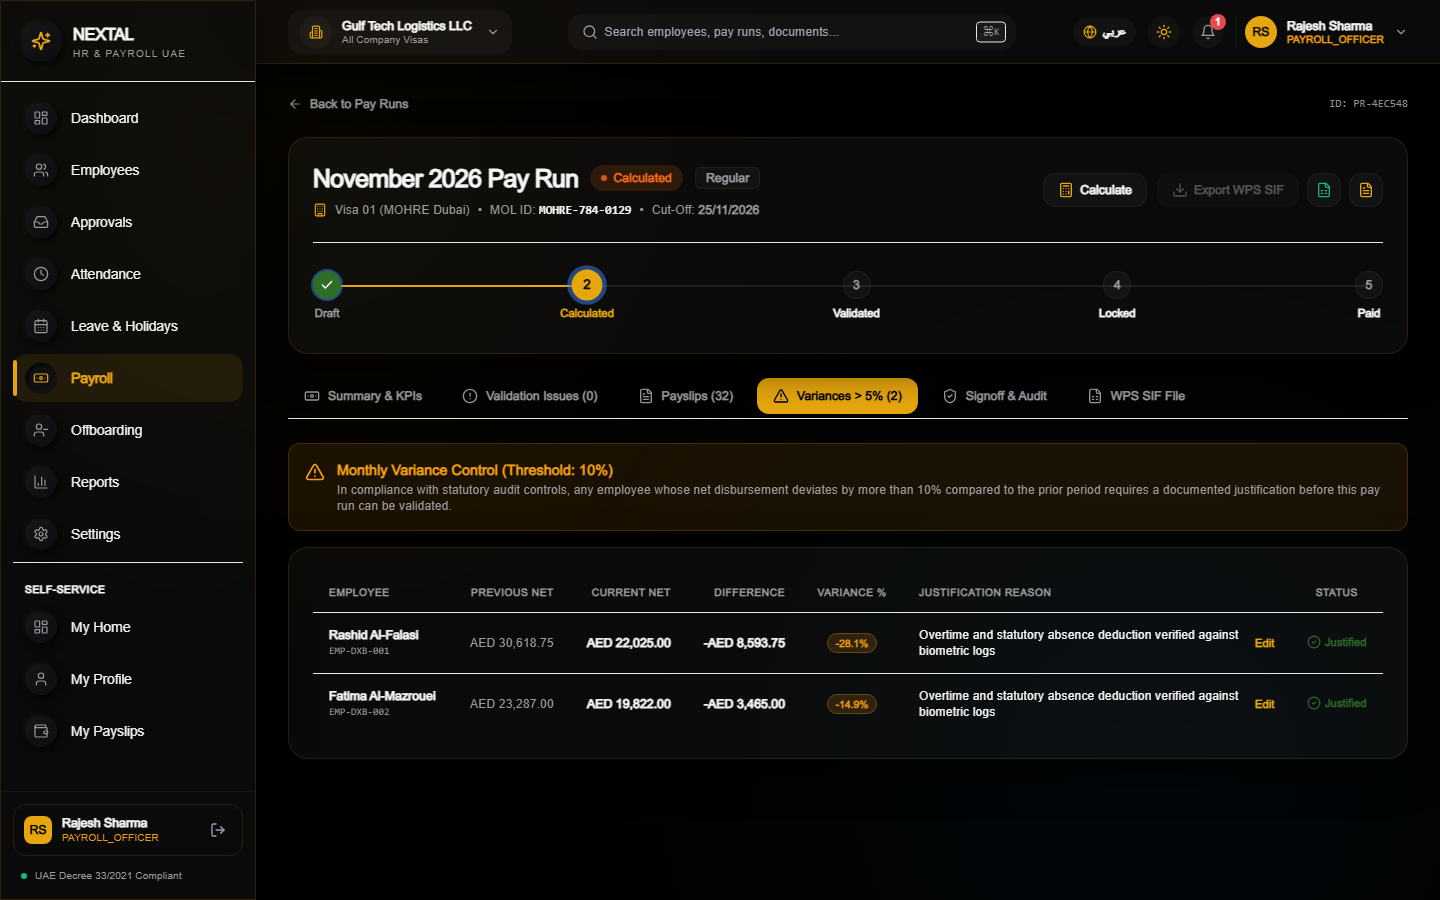 NEXTAL
HR & PAYROLL UAE
Gulf Tech Logistics LLC
All Company Visas
Search employees, pay runs, documents...
⌘K
عربي
1
RS
Rajesh Sharma
PAYROLL_OFFICER
Dashboard
Employees
Approvals
Attendance
Leave & Holidays
Payroll
Offboarding
Reports
Settings
SELF-SERVICE
My Home
My Profile
My Payslips
RS
Rajesh Sharma
PAYROLL_OFFICER
UAE Decree 33/2021 Compliant
Back to Pay Runs
ID: PR-4EC548
November 2026 Pay Run
Calculated
Regular
Visa 01 (MOHRE Dubai) • MOL ID: MOHRE-784-0129 • Cut-Off: 25/11/2026
Calculate
Export WPS SIF
2
3
4
5
Draft
Calculated
Validated
Locked
Paid
Summary & KPIs
Validation Issues (0)
Payslips (32)
Variances > 5% (2)
Signoff & Audit
WPS SIF File
Monthly Variance Control (Threshold: 10%)
In compliance with statutory audit controls, any employee whose net disbursement deviates by more than 10% compared to the prior period requires a documented justification before this pay
run can be validated.
EMPLOYEE PREVIOUS NET CURRENT NET DIFFERENCE VARIANCE % JUSTIFICATION REASON STATUS
Rashid Al-Falasi
EMP-DXB-001
AED 30,618.75 AED 22,025.00 -AED 8,593.75 -28.1%
Overtime and statutory absence deduction verified against
biometric logs
Edit
Justified
Fatima Al-Mazrouei
EMP-DXB-002
AED 23,287.00 AED 19,822.00 -AED 3,465.00 -14.9%
Overtime and statutory absence deduction verified against
biometric logs
Edit
Justified